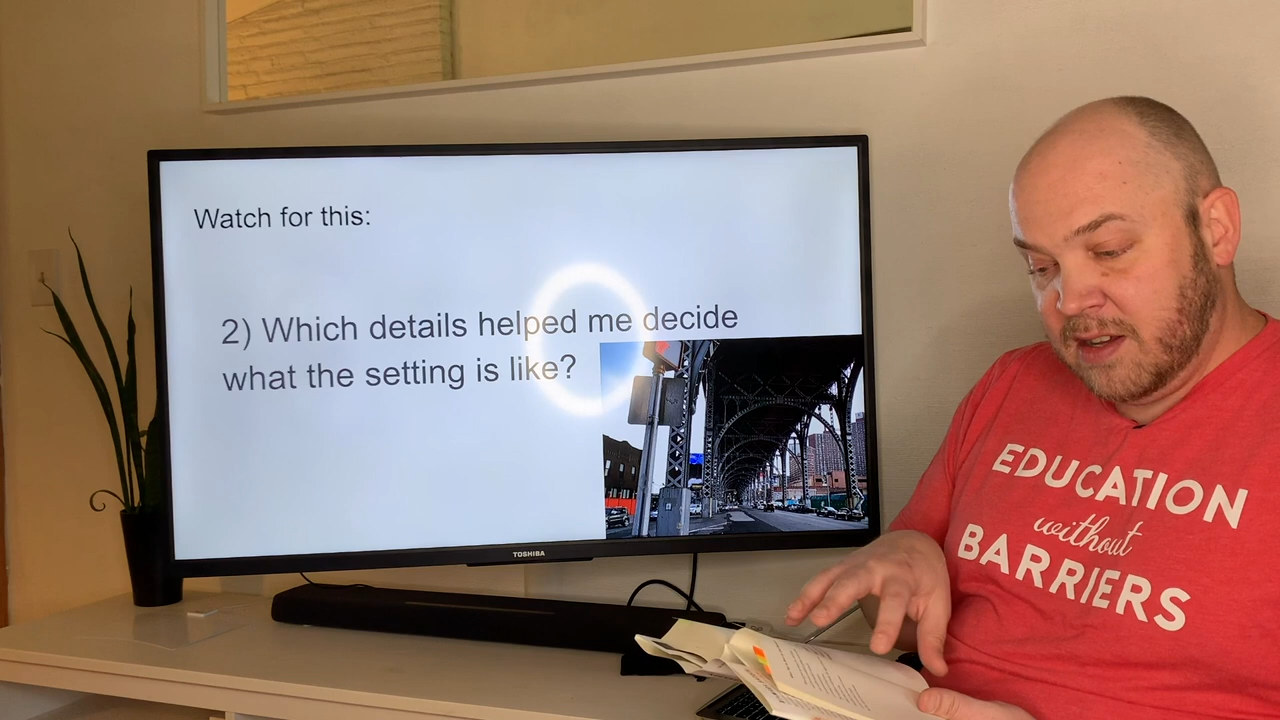 Watch for this:
2) Which details helped me decide
what the setting is like?
TOSHIBA
EDUCATION
without
BARRIERS